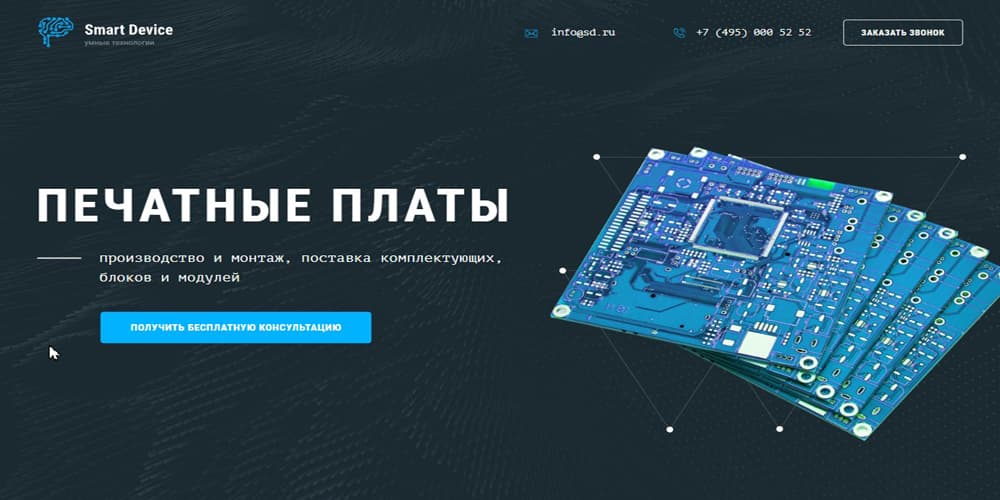 Smart Device
умные технологии
info@sd.ru
+7 (495) 000 52 52
ЗАКАЗАТЬ ЗВОНОК
ПЕЧАТНЫЕ ПЛАТЫ
производство и монтаж, поставка комплектующих,
блоков и модулей
ПОЛУЧИТЬ БЕСПЛАТНУЮ КОНСУЛЬТАЦИЮ